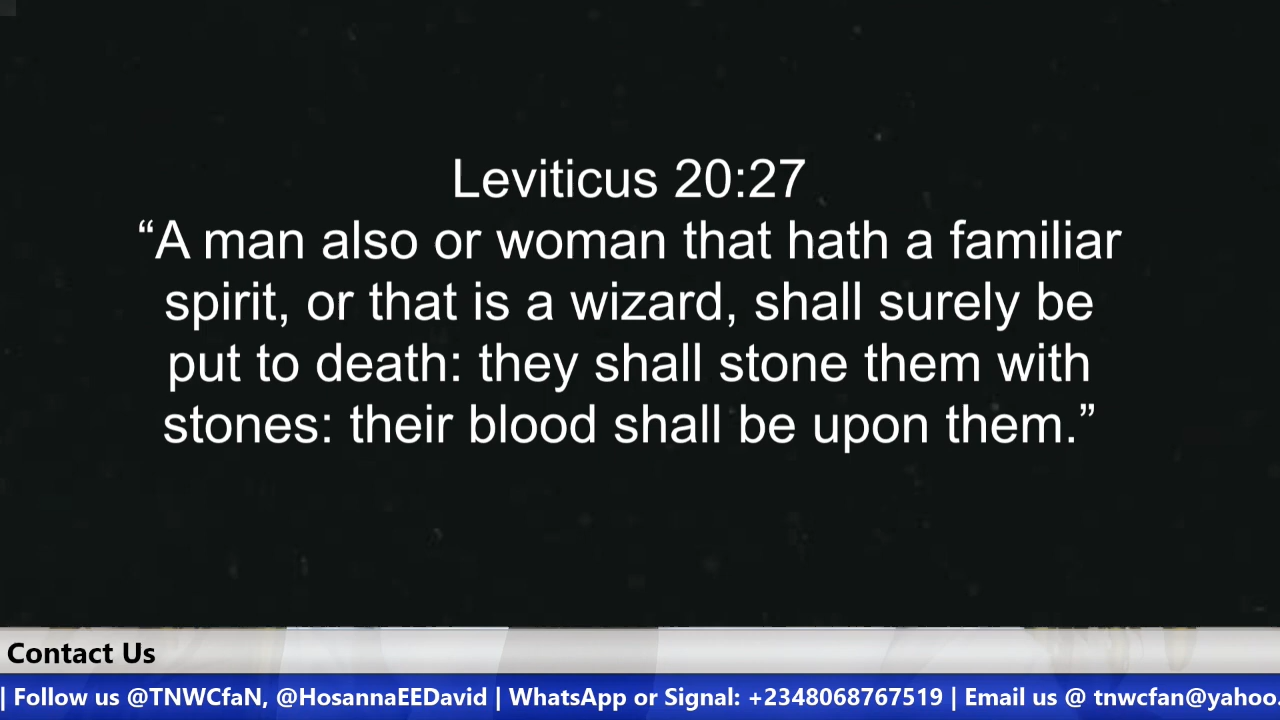 Leviticus 20:27
“A man also or woman that hath a familiar
spirit, or that is a wizard, shall surely be
put to death: they shall stone them with
stones: their blood shall be upon them.”
Contact Us
| Follow us @TNWCfaN, @HosannaEEDavid | WhatsApp or Signal: +2348068767519 | Email us @ tnwcfan@yahoo.